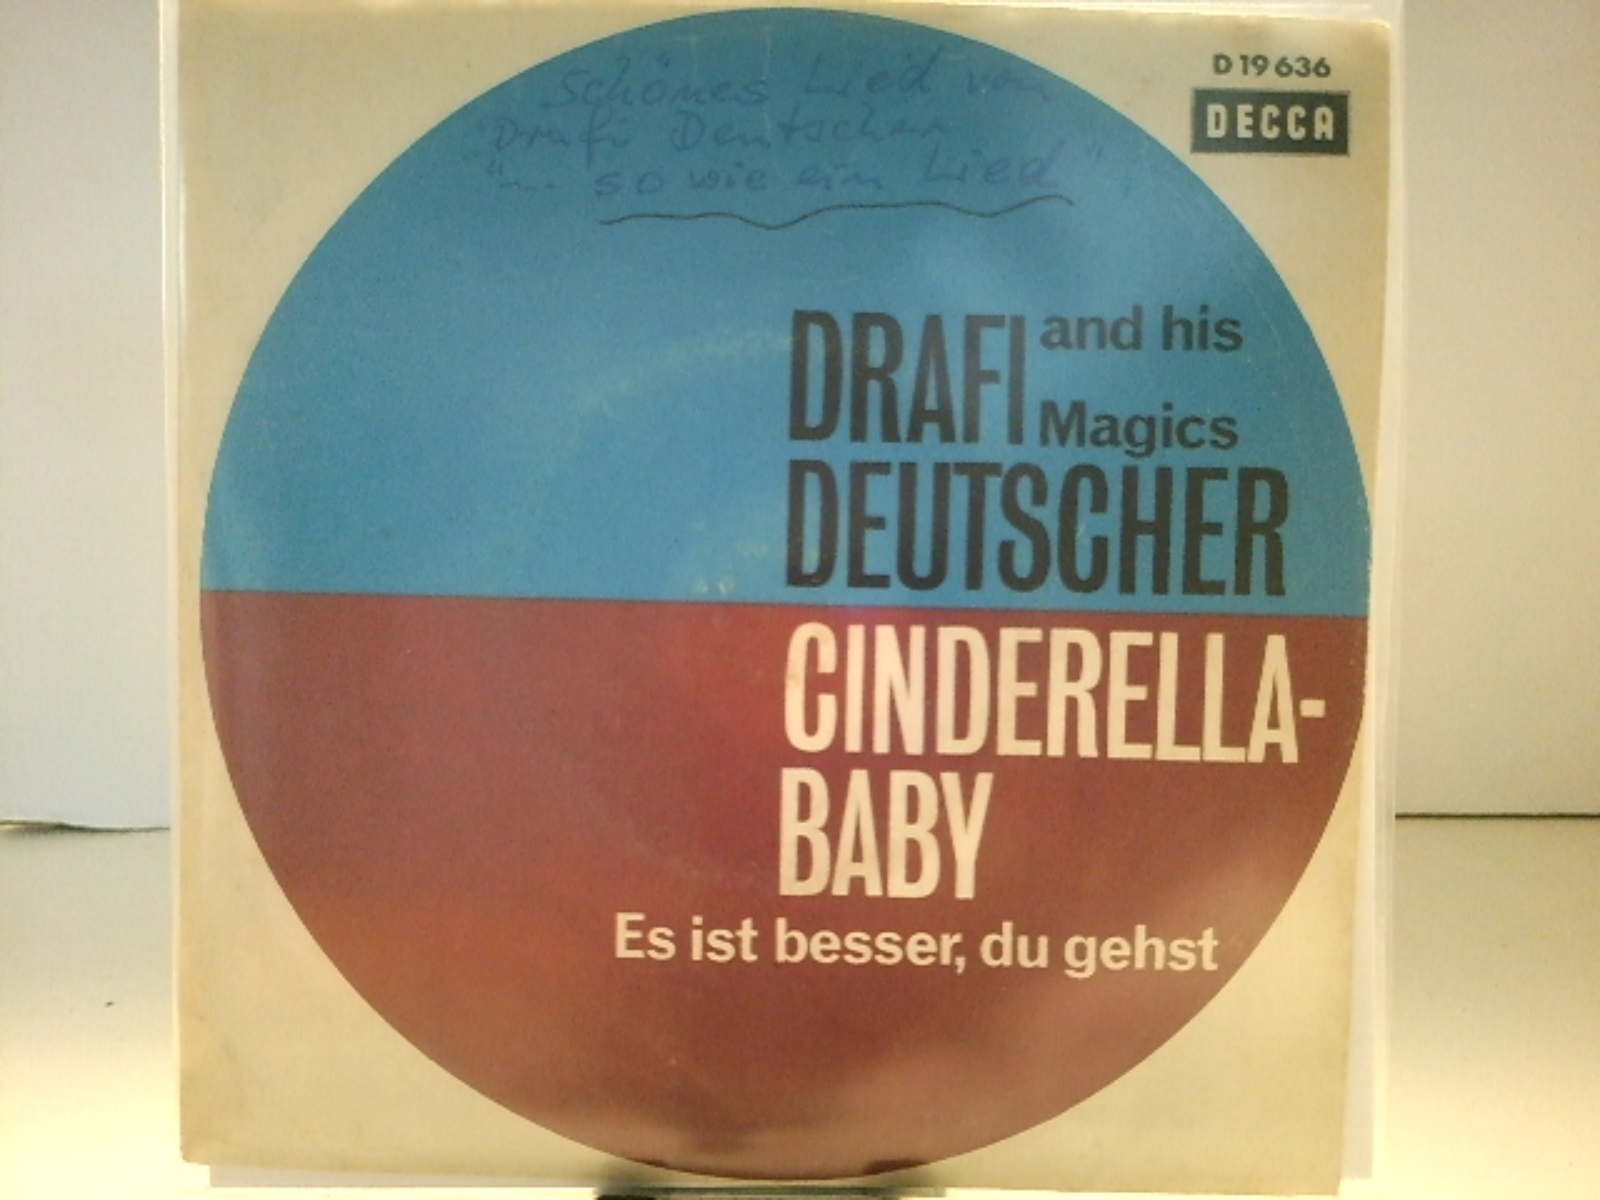 Schönes Lied von
Drafi Deutscher
"... so wie ein Lied"
D 19 636
DECCA
DRAFI and his Magics
DEUTSCHER
CINDERELLA-
BABY
Es ist besser, du gehst